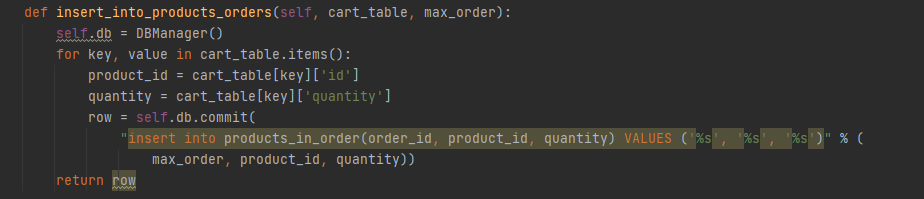 def insert_into_products_orders(self, cart_table, max_order):
    self.db = DBManager()
    for key, value in cart_table.items():
        product_id = cart_table[key]['id']
        quantity = cart_table[key]['quantity']
        row = self.db.commit(
            "insert into products_in_order(order_id, product_id, quantity) VALUES ('%s', '%s', '%s')" % (
                max_order, product_id, quantity))
    return row